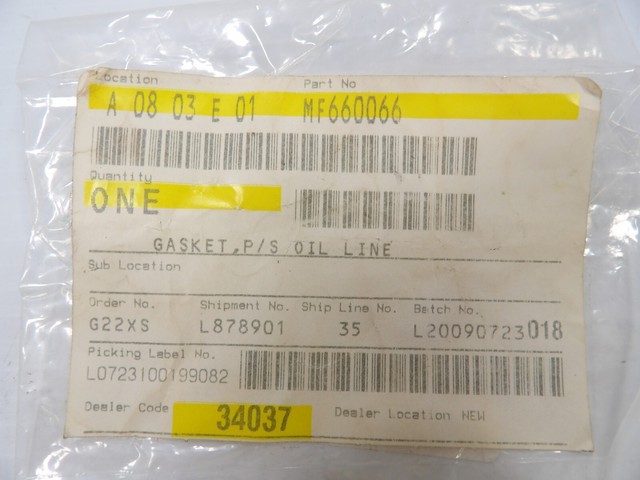 Location Part No
A 08 03 E 01 MF660066
Quantity
ONE
GASKET,P/S OIL LINE
Sub Location
Order No. Shipment No. Ship Line No. Batch No.
G22XS L878901 35 L20090723018
Picking Label No.
L0723100199082
Dealer Code 34037 Dealer Location NEW